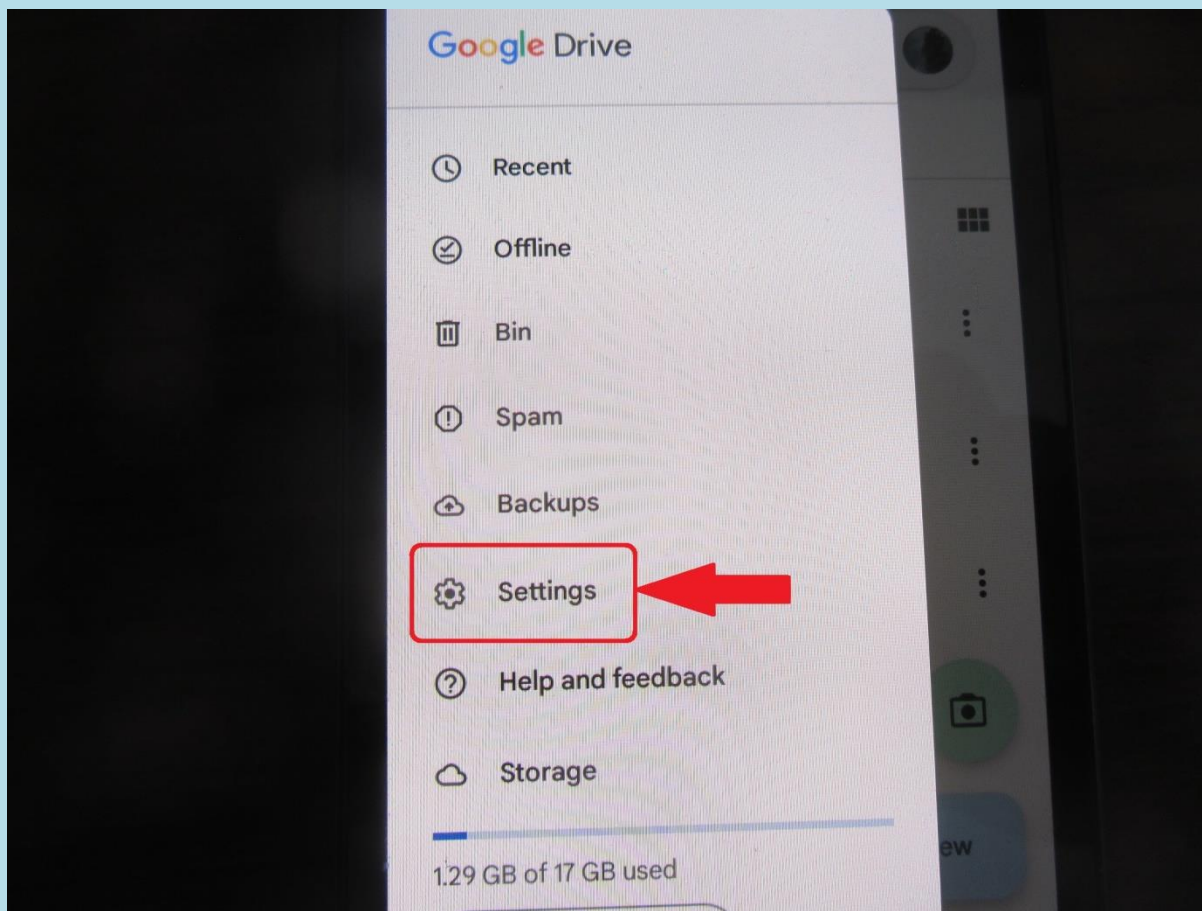 Google Drive
Recent
Offline
Bin
Spam
Backups
Settings
Help and feedback
Storage
ew
1.29 GB of 17 GB used